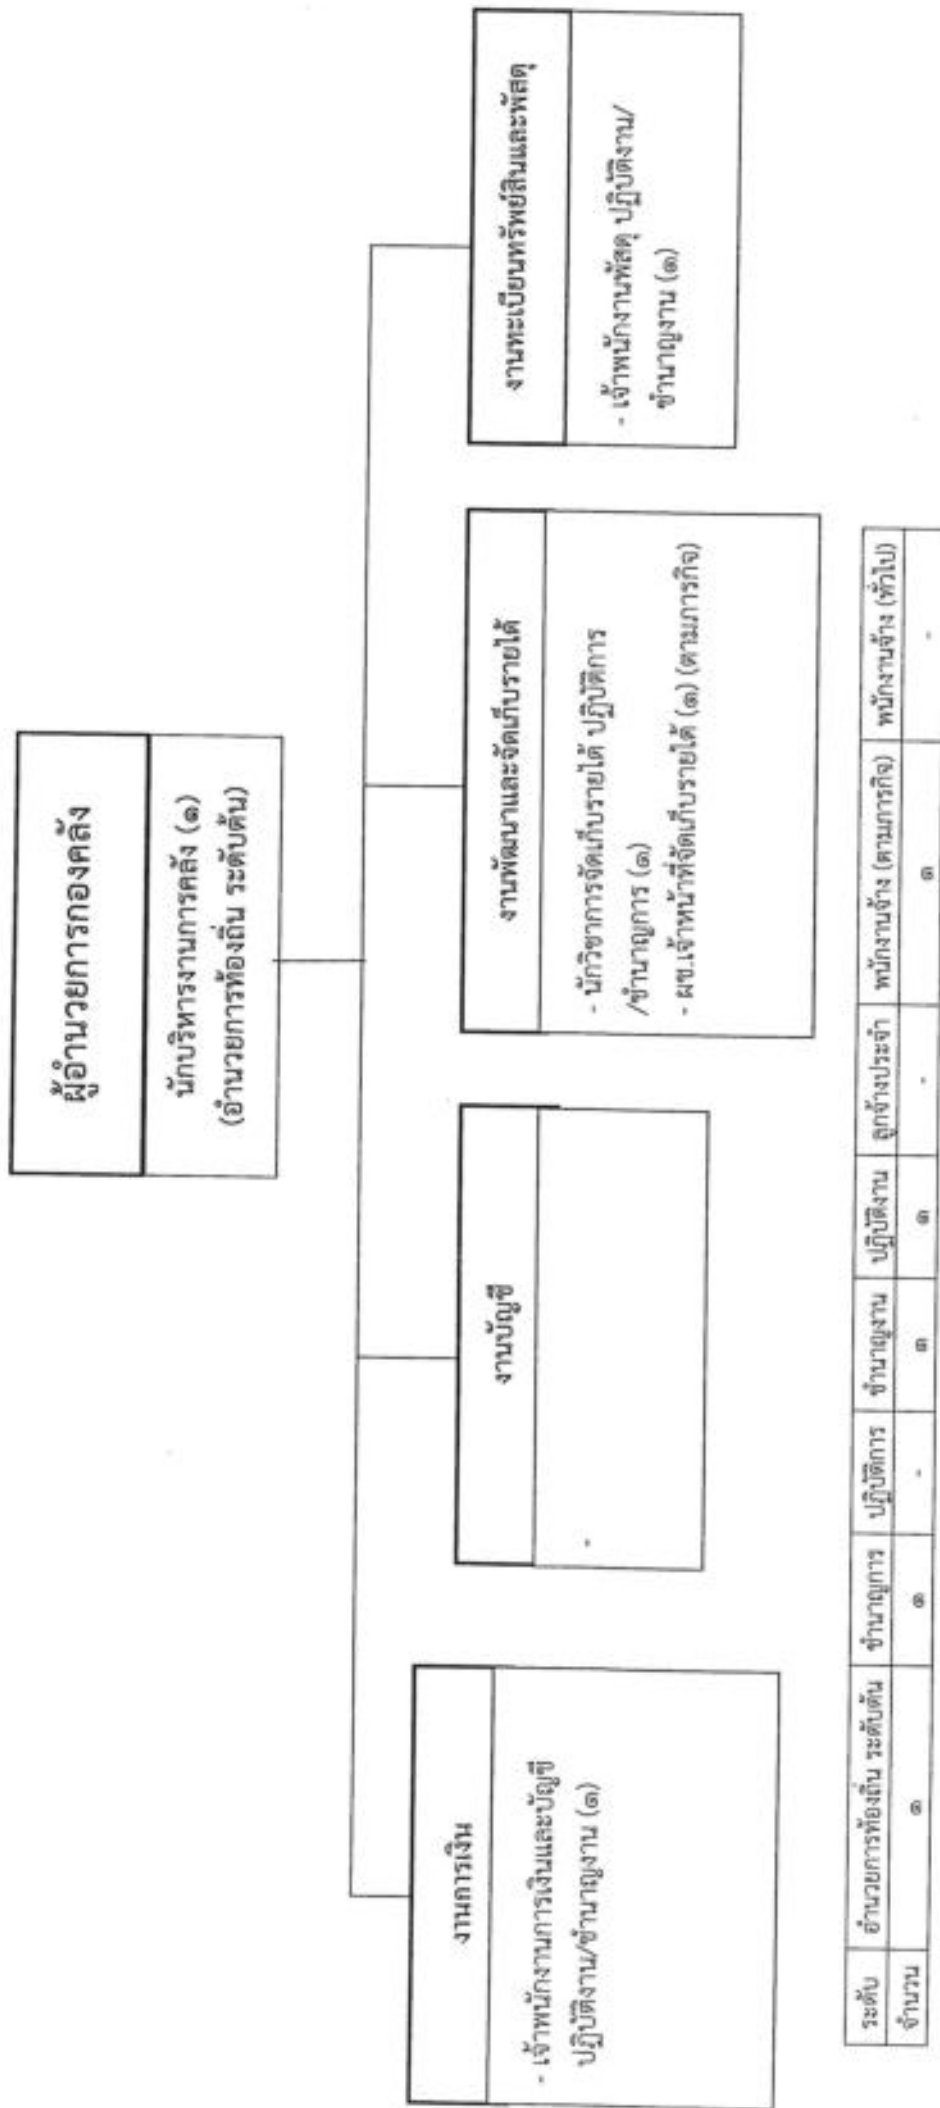 ผู้อำนวยการกองคลัง
นักบริหารงานการคลัง (๑)
(อำนวยการท้องถิ่น ระดับต้น)
งานการเงิน
- เจ้าพนักงานการเงินและบัญชี
ปฏิบัติงาน/ชำนาญงาน (๑)
งานบัญชี
-
งานพัฒนาและจัดเก็บรายได้
- นักวิชาการจัดเก็บรายได้ ปฏิบัติการ
/ชำนาญการ (๑)
- ผช.เจ้าหน้าที่จัดเก็บรายได้ (๑) (ตามภารกิจ)
งานทะเบียนทรัพย์สินและพัสดุ
- เจ้าพนักงานพัสดุ ปฏิบัติงาน/
ชำนาญงาน (๑)
ระดับ อำนวยการท้องถิ่น ระดับต้น ชำนาญการ ปฏิบัติการ ชำนาญงาน ปฏิบัติงาน ลูกจ้างประจำ พนักงานจ้าง (ตามภารกิจ) พนักงานจ้าง (ทั่วไป)
จำนวน ๑ ๑ - ๑ ๑ - ๑ -